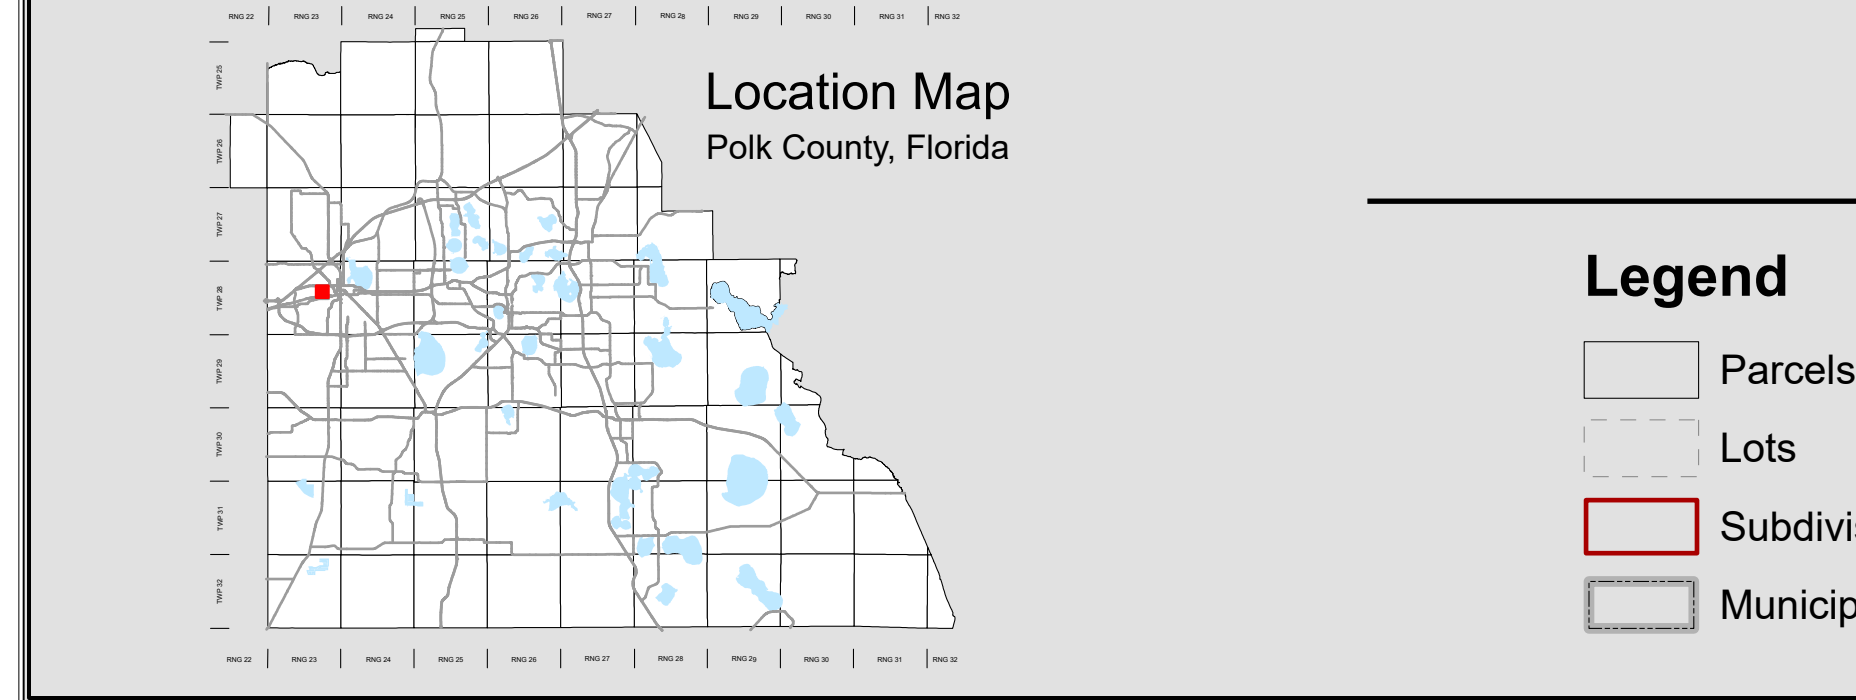 RNG 22 RNG 23 RNG 24 RNG 25 RNG 26 RNG 27 RNG 28 RNG 29 RNG 30 RNG 31 RNG 32
TWP 25
TWP 26
TWP 27
TWP 28
TWP 29
TWP 30
TWP 31
TWP 32
Location Map
Polk County, Florida
RNG 22 RNG 23 RNG 24 RNG 25 RNG 26 RNG 27 RNG 28 RNG 29 RNG 30 RNG 31 RNG 32
Legend
Parcels
Lots
Subdivis
Municip